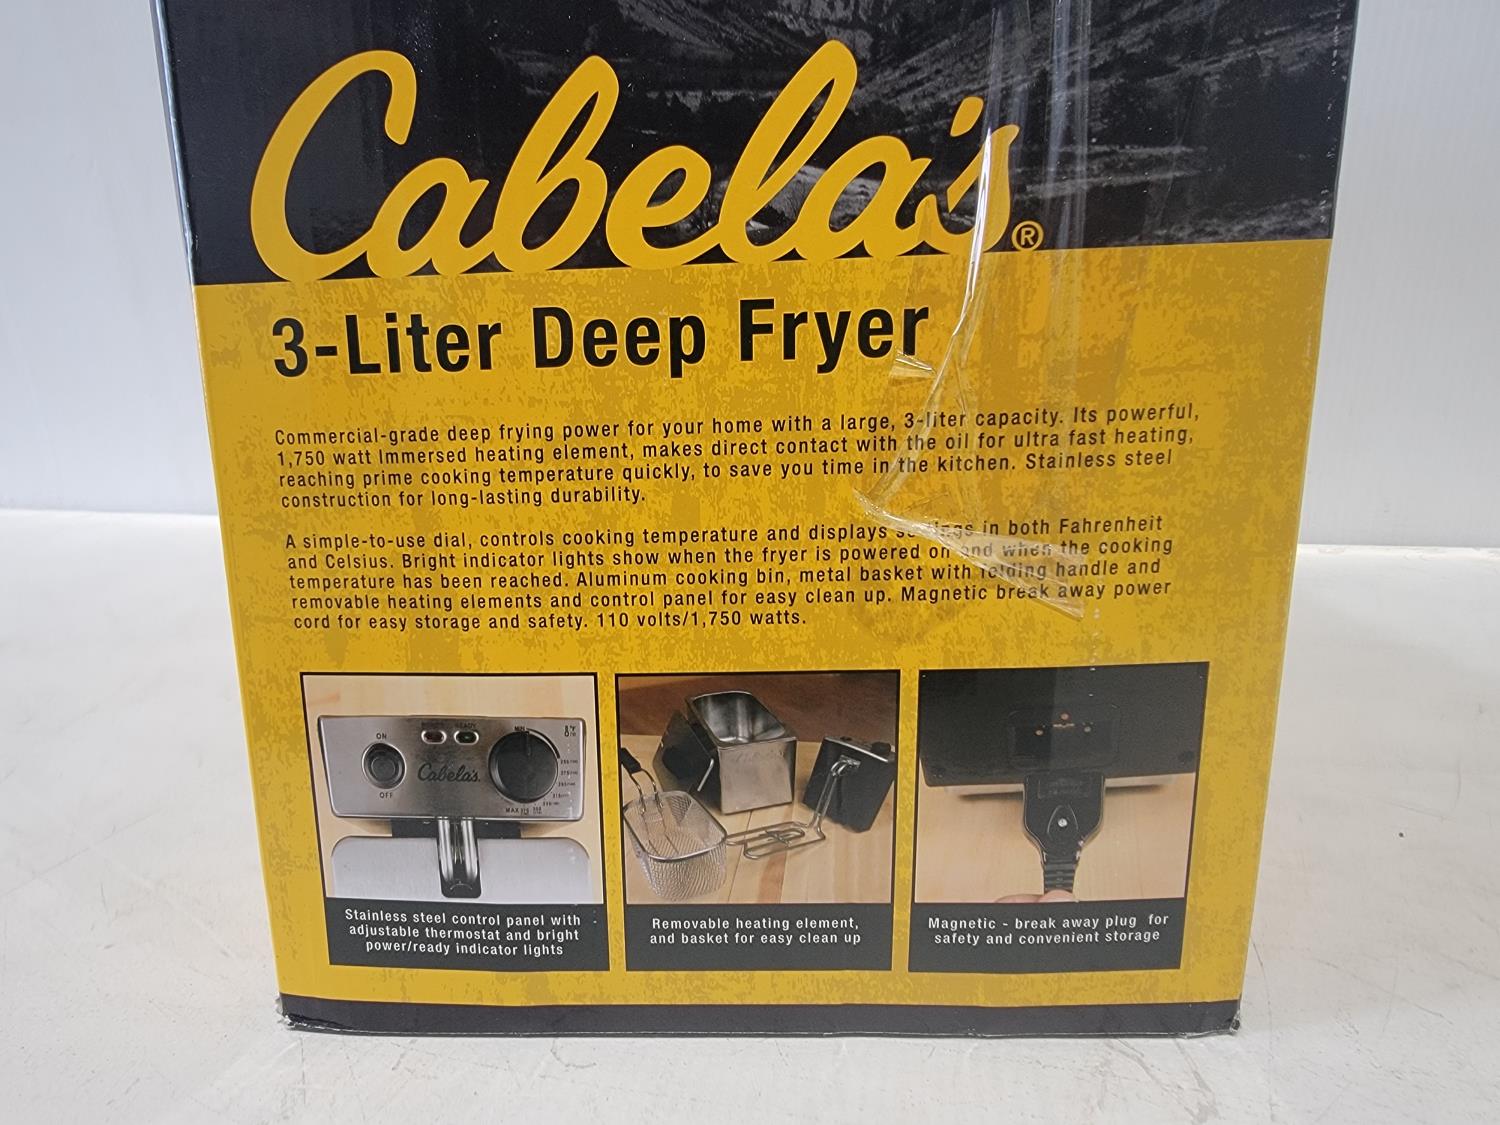 Cabela's®
3-Liter Deep Fryer
Commercial-grade deep frying power for your home with a large, 3-liter capacity. Its powerful,
1,750 watt Immersed heating element, makes direct contact with the oil for ultra fast heating,
reaching prime cooking temperature quickly, to save you time in the kitchen. Stainless steel
construction for long-lasting durability.
A simple-to-use dial, controls cooking temperature and displays settings in both Fahrenheit
and Celsius. Bright indicator lights show when the fryer is powered on and when the cooking
temperature has been reached. Aluminum cooking bin, metal basket with folding handle and
removable heating elements and control panel for easy clean up. Magnetic break away power
cord for easy storage and safety. 110 volts/1,750 watts.
ON
OFF
READY
MIN
MAX
Cabela's
Stainless steel control panel with
adjustable thermostat and bright
power/ready indicator lights
Removable heating element,
and basket for easy clean up
Magnetic - break away plug for
safety and convenient storage